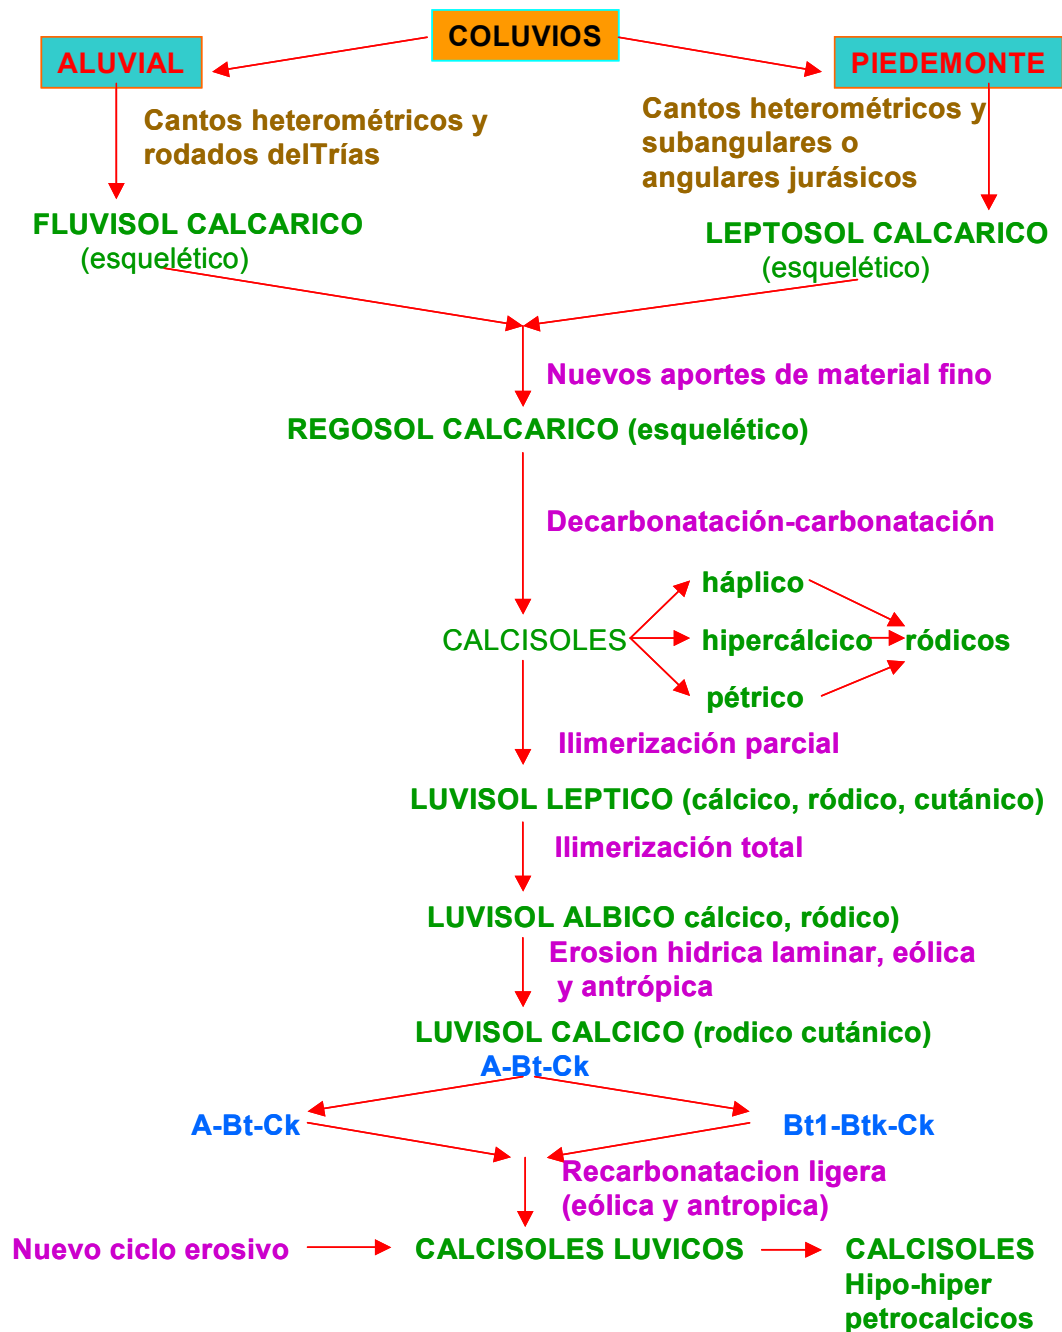 COLUVIOS
ALUVIAL
PIEDEMONTE
Cantos heterométricos y
rodados delTrías
Cantos heterométricos y
subangulares o
angulares jurásicos
FLUVISOL CALCARICO
(esquelético)
LEPTOSOL CALCARICO
(esquelético)
Nuevos aportes de material fino
REGOSOL CALCARICO (esquelético)
Decarbonatación-carbonatación
háplico
CALCISOLES
hipercálcico
ródicos
pétrico
Ilimerización parcial
LUVISOL LEPTICO (cálcico, ródico, cutánico)
Ilimerización total
LUVISOL ALBICO cálcico, ródico)
Erosion hidrica laminar, eólica
y antrópica
LUVISOL CALCICO (rodico cutánico)
A-Bt-Ck
A-Bt-Ck
Bt1-Btk-Ck
Recarbonatacion ligera
(eólica y antropica)
Nuevo ciclo erosivo
CALCISOLES LUVICOS
CALCISOLES
Hipo-hiper
petrocalcicos